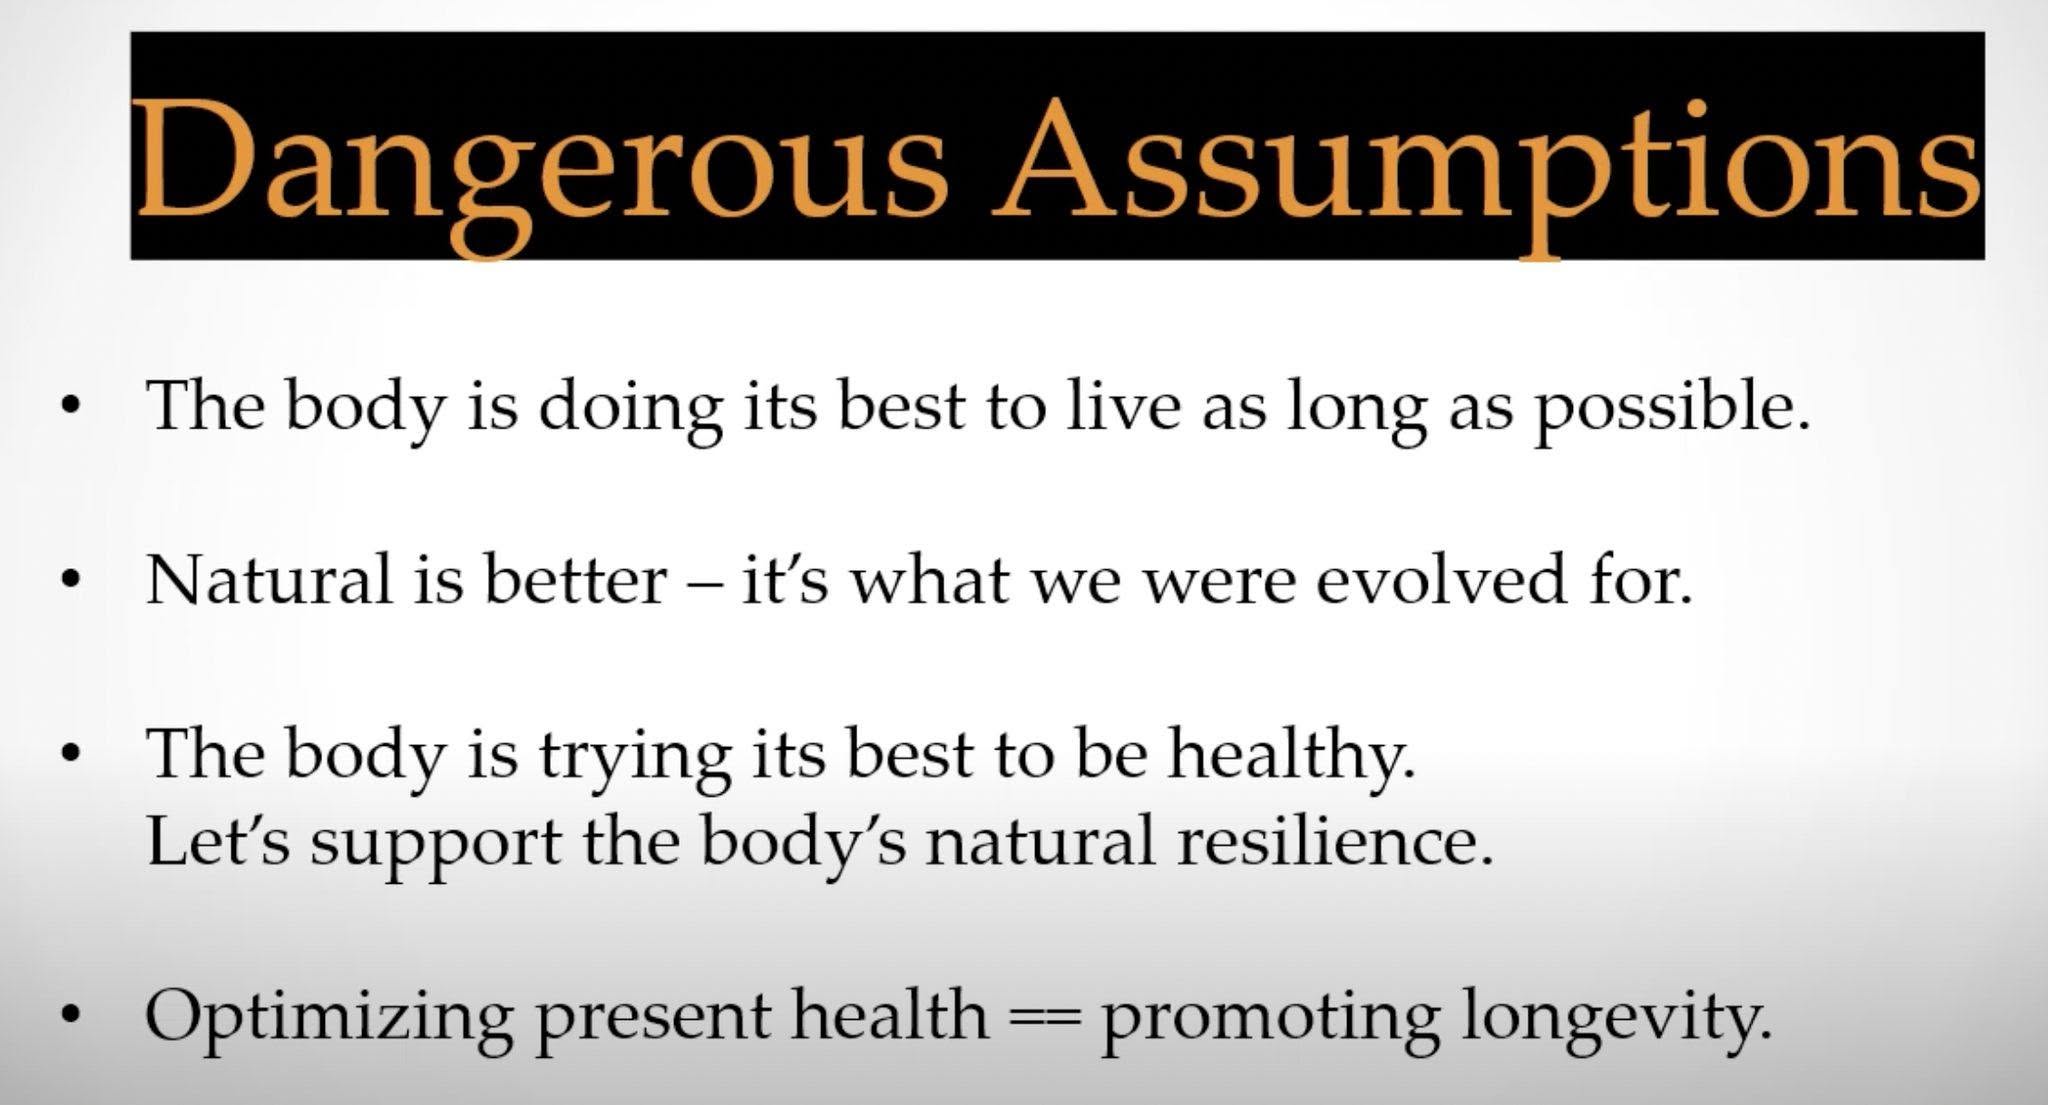 Dangerous Assumptions
• The body is doing its best to live as long as possible.
• Natural is better – it’s what we were evolved for.
• The body is trying its best to be healthy.
Let’s support the body’s natural resilience.
• Optimizing present health == promoting longevity.